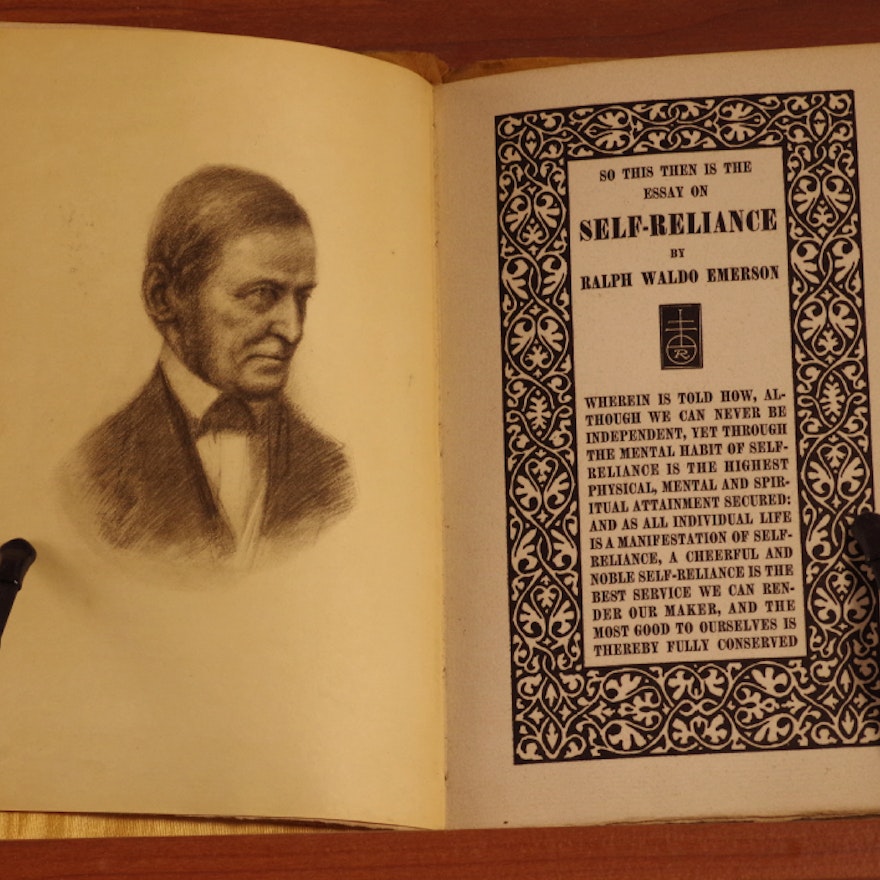 SO THIS THEN IS THE
ESSAY ON
SELF-RELIANCE
BY
RALPH WALDO EMERSON
R
WHEREIN IS TOLD HOW, AL-
THOUGH WE CAN NEVER BE
INDEPENDENT, YET THROUGH
THE MENTAL HABIT OF SELF-
RELIANCE IS THE HIGHEST
PHYSICAL, MENTAL AND SPIR-
ITUAL ATTAINMENT SECURED:
AND AS ALL INDIVIDUAL LIFE
IS A MANIFESTATION OF SELF-
RELIANCE, A CHEERFUL AND
NOBLE SELF-RELIANCE IS THE
BEST SERVICE WE CAN REN-
DER OUR MAKER, AND THE
MOST GOOD TO OURSELVES IS
THEREBY FULLY CONSERVED